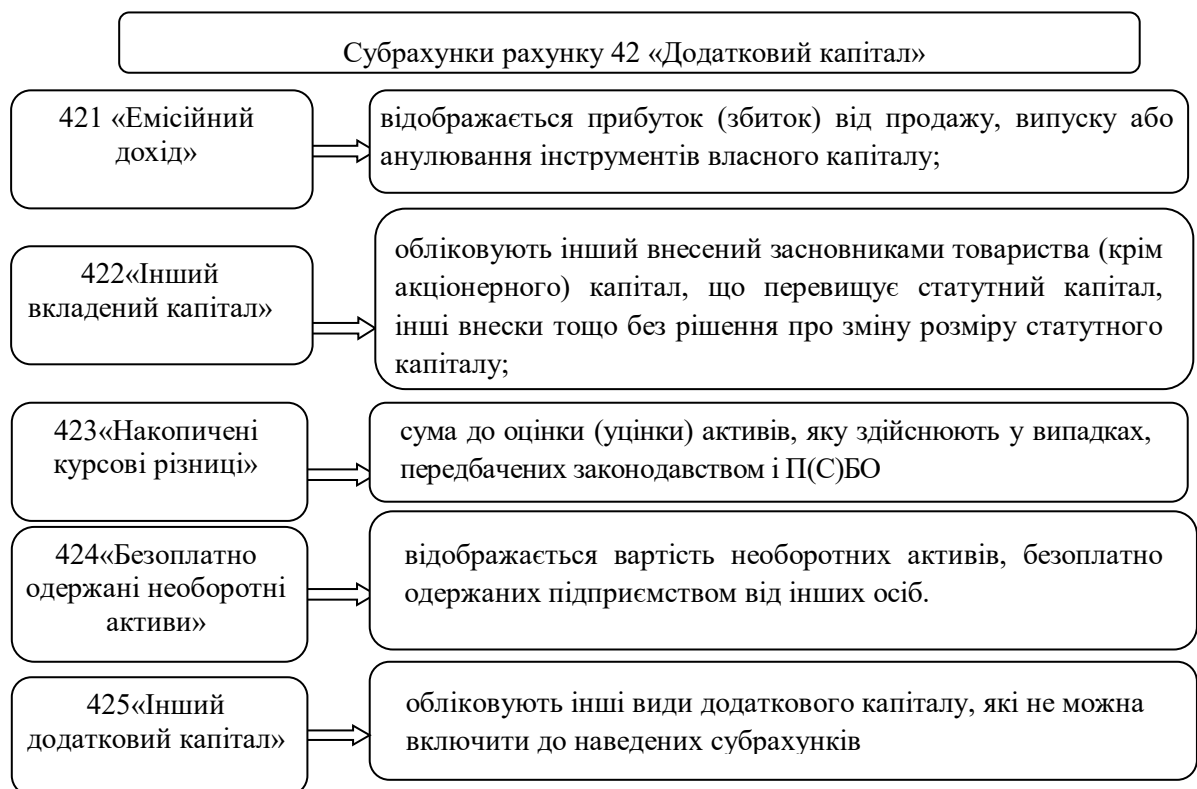 Субрахунки рахунку 42 «Додатковий капітал»
421 «Емісійний
дохід»
відображається прибуток (збиток) від продажу, випуску або
анулювання інструментів власного капіталу;
422«Інший
вкладений капітал»
обліковують інший внесений засновниками товариства (крім
акціонерного) капітал, що перевищує статутний капітал,
інші внески тощо без рішення про зміну розміру статутного
капіталу;
423«Накопичені
курсові різниці»
сума до оцінки (уцінки) активів, яку здійснюють у випадках,
передбачених законодавством і П(С)БО
424«Безоплатно
одержані необоротні
активи»
відображається вартість необоротних активів, безоплатно
одержаних підприємством від інших осіб.
425«Інший
додатковий капітал»
обліковують інші види додаткового капіталу, які не можна
включити до наведених субрахунків